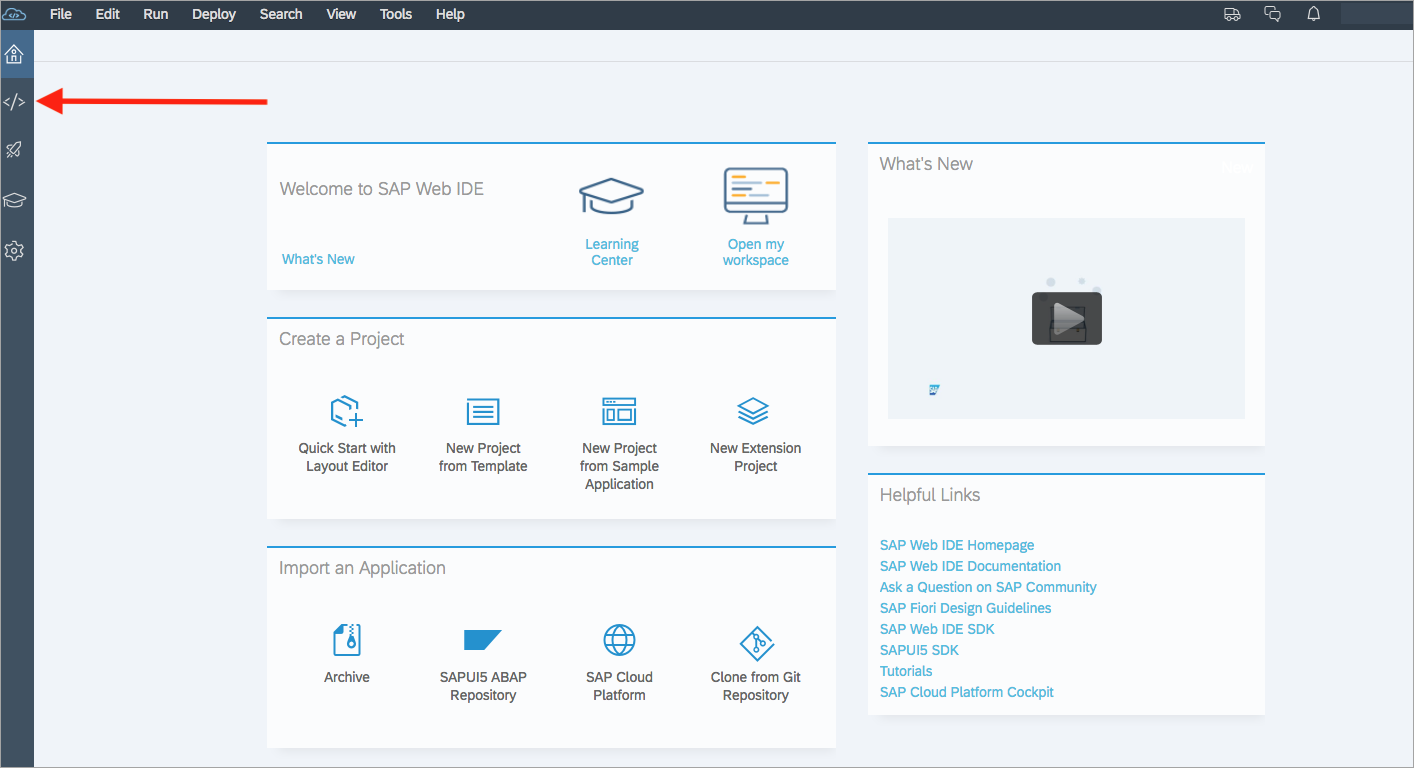 File Edit Run Deploy Search View Tools Help
Welcome to SAP Web IDE
What's New
Learning
Center
Open my
workspace
Create a Project
Quick Start with
Layout Editor
New Project
from Template
New Project
from Sample
Application
New Extension
Project
Import an Application
Archive
SAPUI5 ABAP
Repository
SAP Cloud
Platform
Clone from Git
Repository
What's New
SAP
Helpful Links
SAP Web IDE Homepage
SAP Web IDE Documentation
Ask a Question on SAP Community
SAP Fiori Design Guidelines
SAP Web IDE SDK
SAPUI5 SDK
Tutorials
SAP Cloud Platform Cockpit